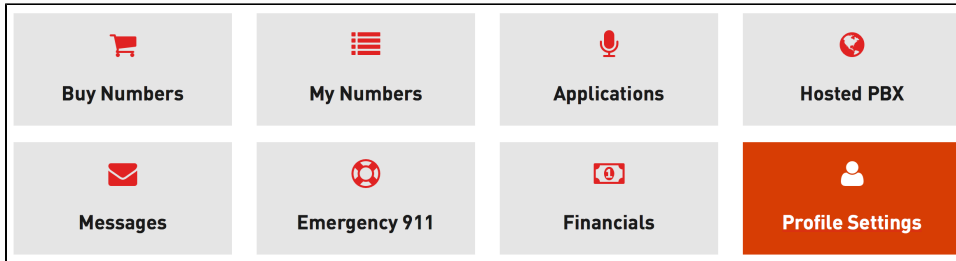 Buy Numbers
My Numbers
Applications
Hosted PBX
Messages
Emergency 911
Financials
Profile Settings